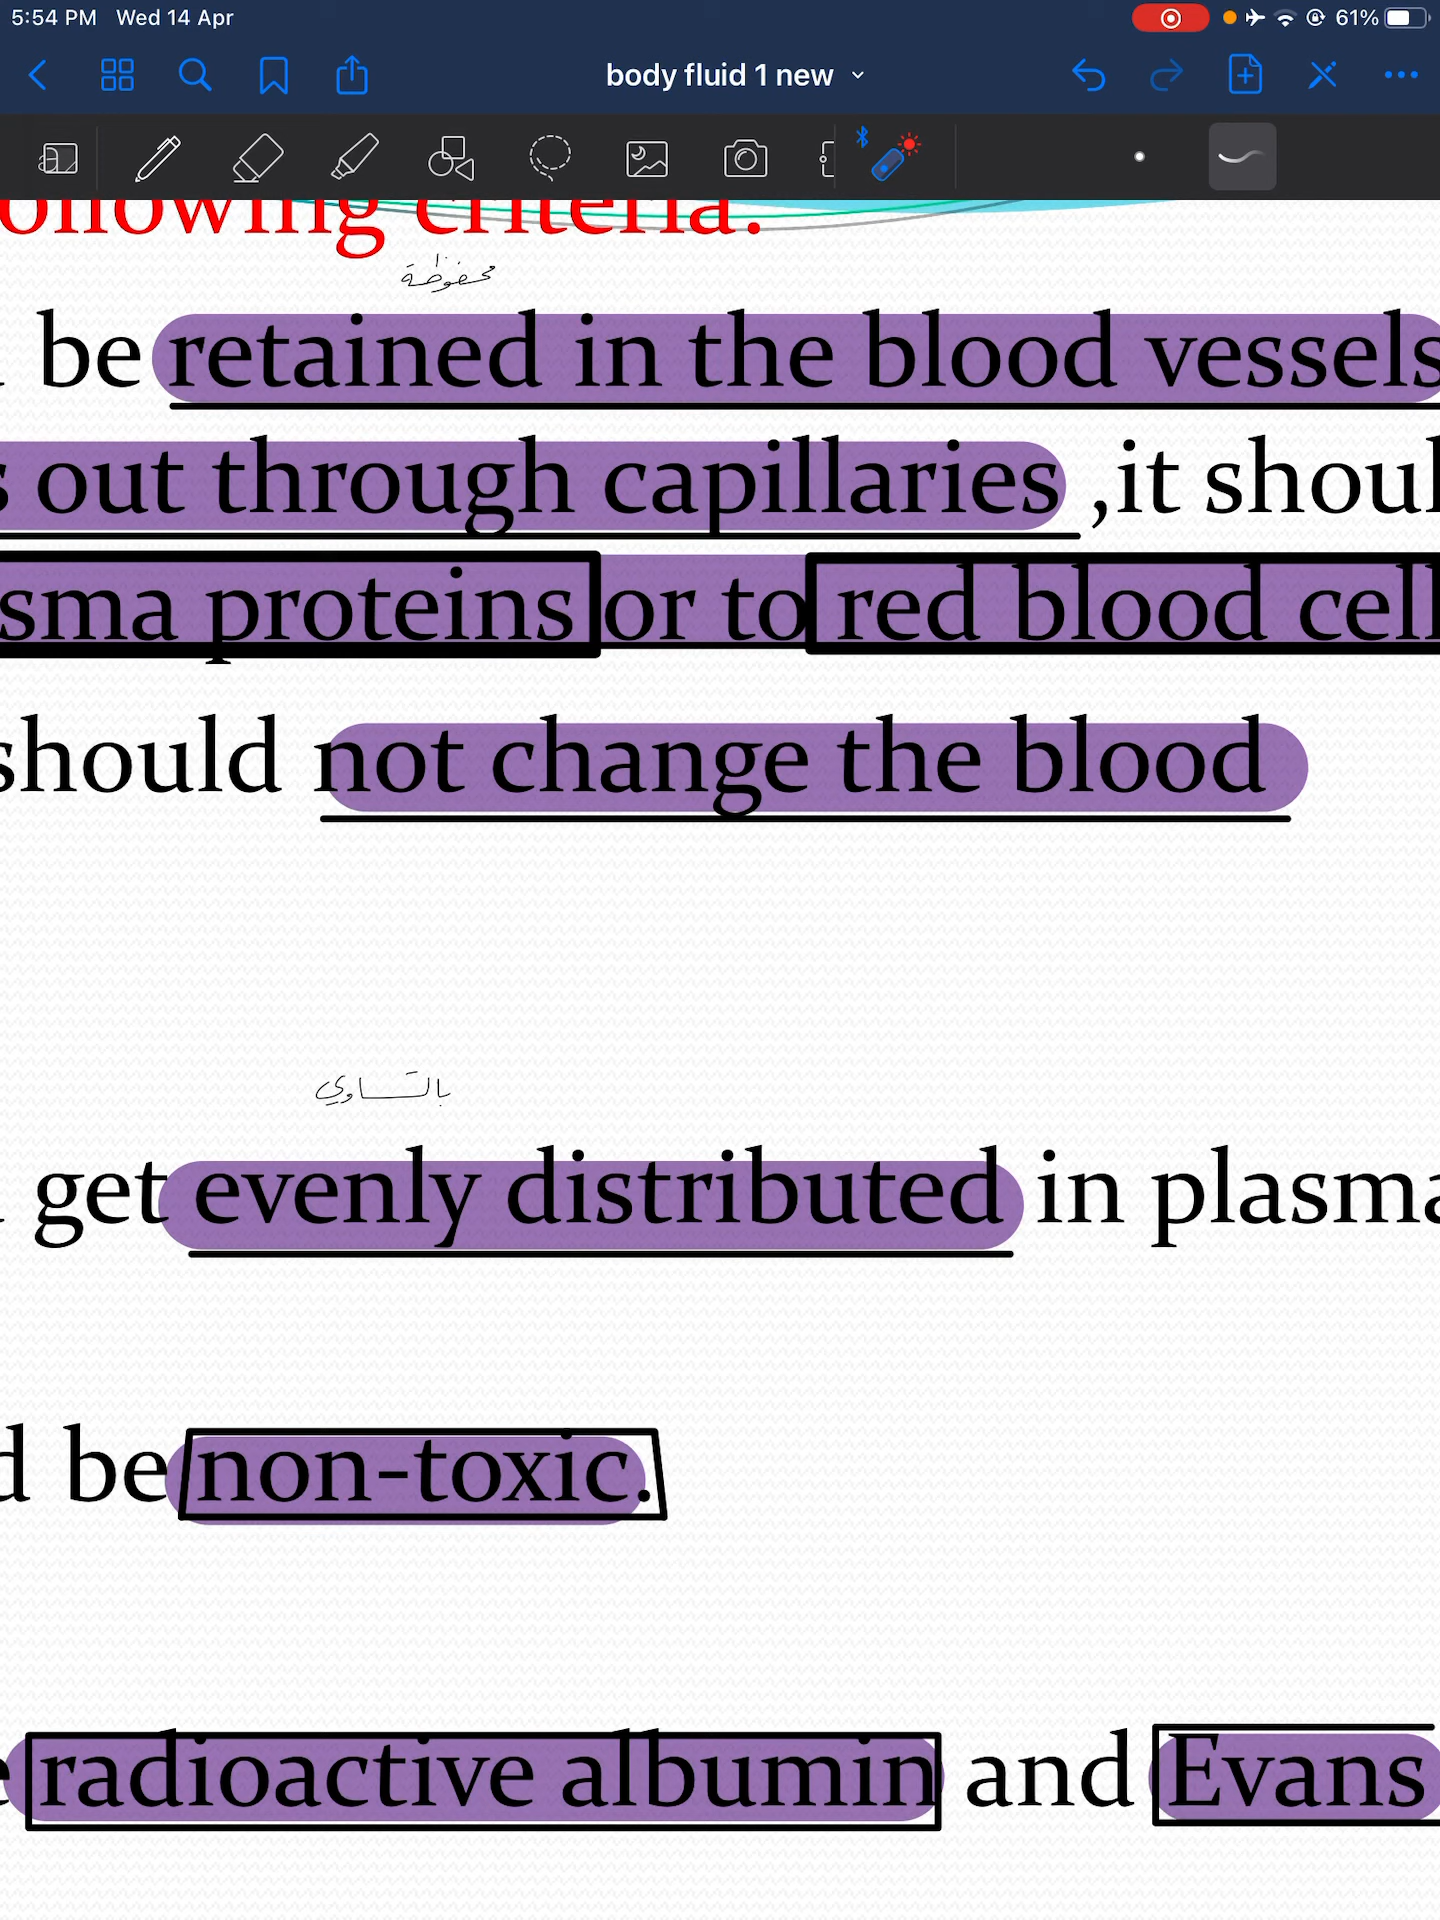 5:54 PM Wed 14 Apr
61%
body fluid 1 new
ollowing criteria.
محفوظة
be retained in the blood vessels
s out through capillaries ,it shoul
sma proteins or to red blood cell
should not change the blood
بالتساوي
get evenly distributed in plasma
d be non-toxic.
e radioactive albumin and Evans